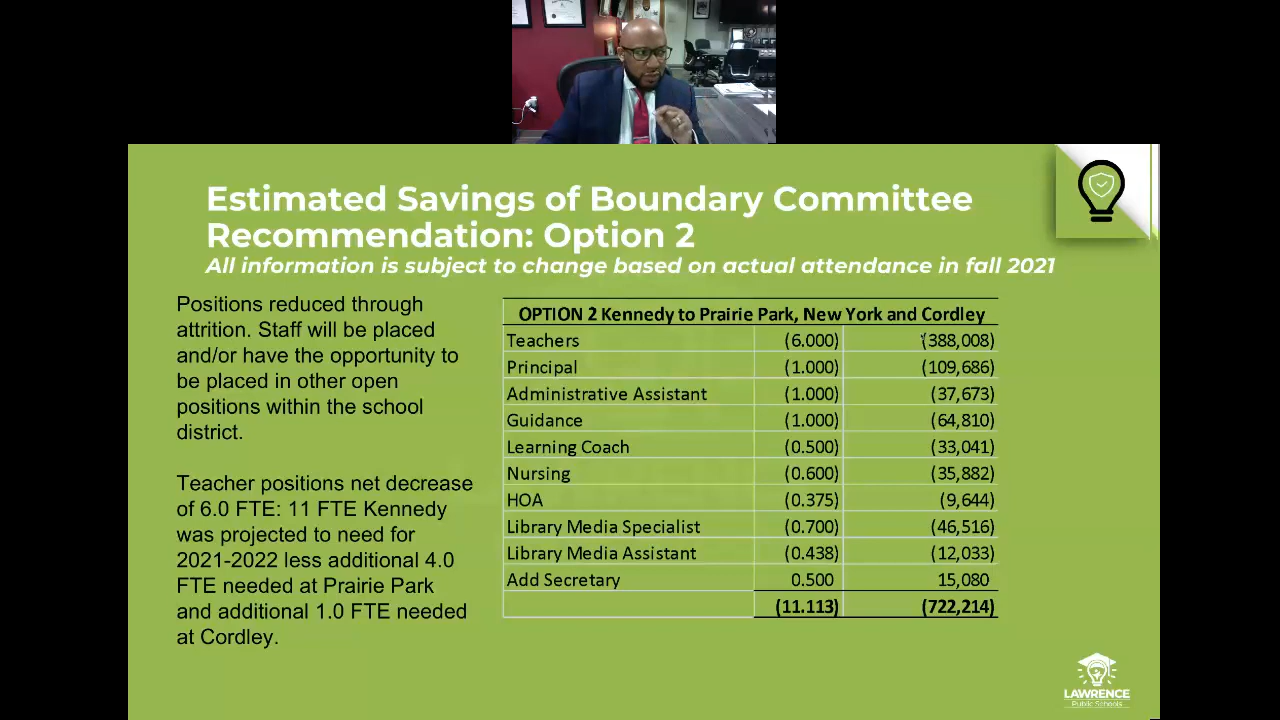 Estimated Savings of Boundary Committee
Recommendation: Option 2
All information is subject to change based on actual attendance in fall 2021
Positions reduced through
attrition. Staff will be placed
and/or have the opportunity to
be placed in other open
positions within the school
district.
Teacher positions net decrease
of 6.0 FTE: 11 FTE Kennedy
was projected to need for
2021-2022 less additional 4.0
FTE needed at Prairie Park
and additional 1.0 FTE needed
at Cordley.
OPTION 2 Kennedy to Prairie Park, New York and Cordley
Teachers (6.000) (388,008)
Principal (1.000) (109,686)
Administrative Assistant (1.000) (37,673)
Guidance (1.000) (64,810)
Learning Coach (0.500) (33,041)
Nursing (0.600) (35,882)
HOA (0.375) (9,644)
Library Media Specialist (0.700) (46,516)
Library Media Assistant (0.438) (12,033)
Add Secretary 0.500 15,080
(11.113) (722,214)
LAWRENCE
Public Schools